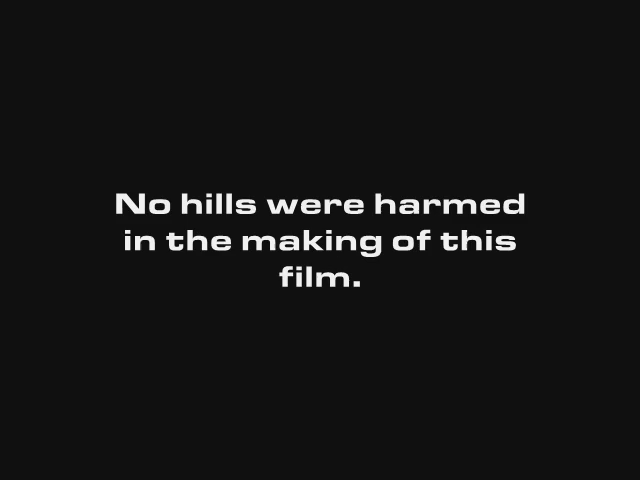 No hills were harmed
in the making of this
film.